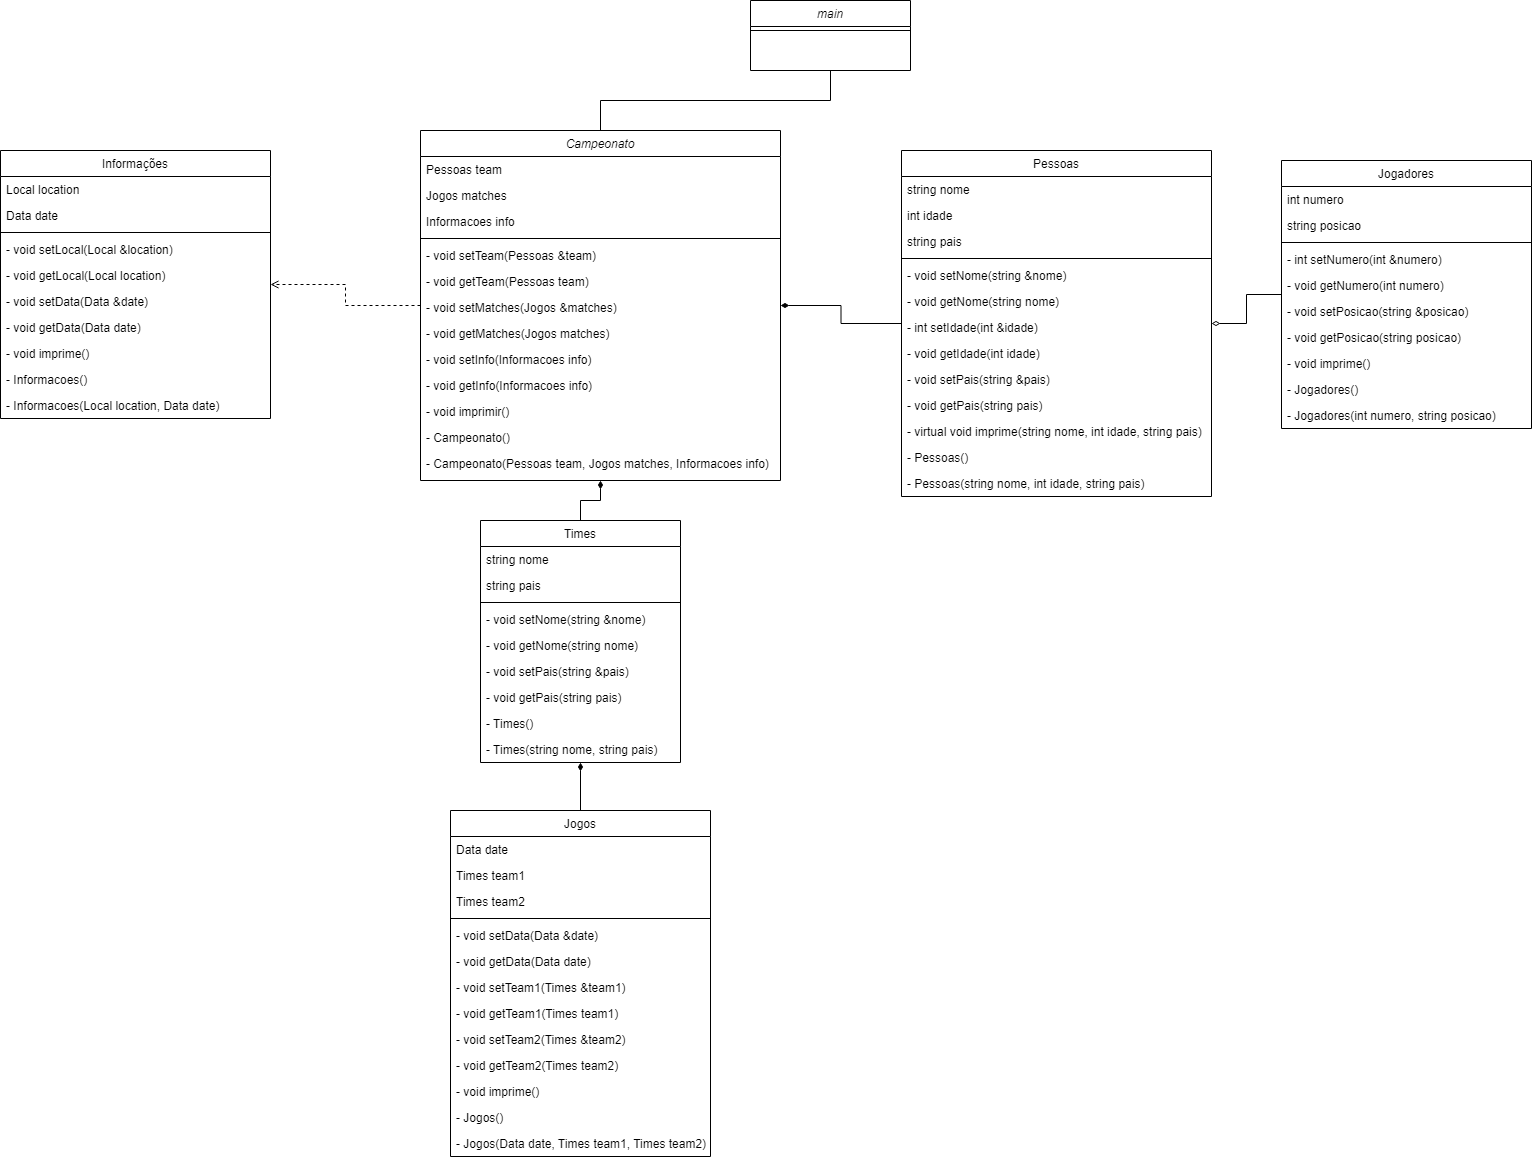 main
Informações
Local location
Data date
- void setLocal(Local &location)
- void getLocal(Local location)
- void setData(Data &date)
- void getData(Data date)
- void imprime()
- Informacoes()
- Informacoes(Local location, Data date)
Campeonato
Pessoas team
Jogos matches
Informacoes info
- void setTeam(Pessoas &team)
- void getTeam(Pessoas team)
- void setMatches(Jogos &matches)
- void getMatches(Jogos matches)
- void setInfo(Informacoes info)
- void getInfo(Informacoes info)
- void imprimir()
- Campeonato()
- Campeonato(Pessoas team, Jogos matches, Informacoes info)
Pessoas
string nome
int idade
string pais
- void setNome(string &nome)
- void getNome(string nome)
- int setIdade(int &idade)
- void getIdade(int idade)
- void setPais(string &pais)
- void getPais(string pais)
- virtual void imprime(string nome, int idade, string pais)
- Pessoas()
- Pessoas(string nome, int idade, string pais)
Jogadores
int numero
string posicao
- int setNumero(int &numero)
- void getNumero(int numero)
- void setPosicao(string &posicao)
- void getPosicao(string posicao)
- void imprime()
- Jogadores()
- Jogadores(int numero, string posicao)
Times
string nome
string pais
- void setNome(string &nome)
- void getNome(string nome)
- void setPais(string &pais)
- void getPais(string pais)
- Times()
- Times(string nome, string pais)
Jogos
Data date
Times team1
Times team2
- void setData(Data &date)
- void getData(Data date)
- void setTeam1(Times &team1)
- void getTeam1(Times team1)
- void setTeam2(Times &team2)
- void getTeam2(Times team2)
- void imprime()
- Jogos()
- Jogos(Data date, Times team1, Times team2)